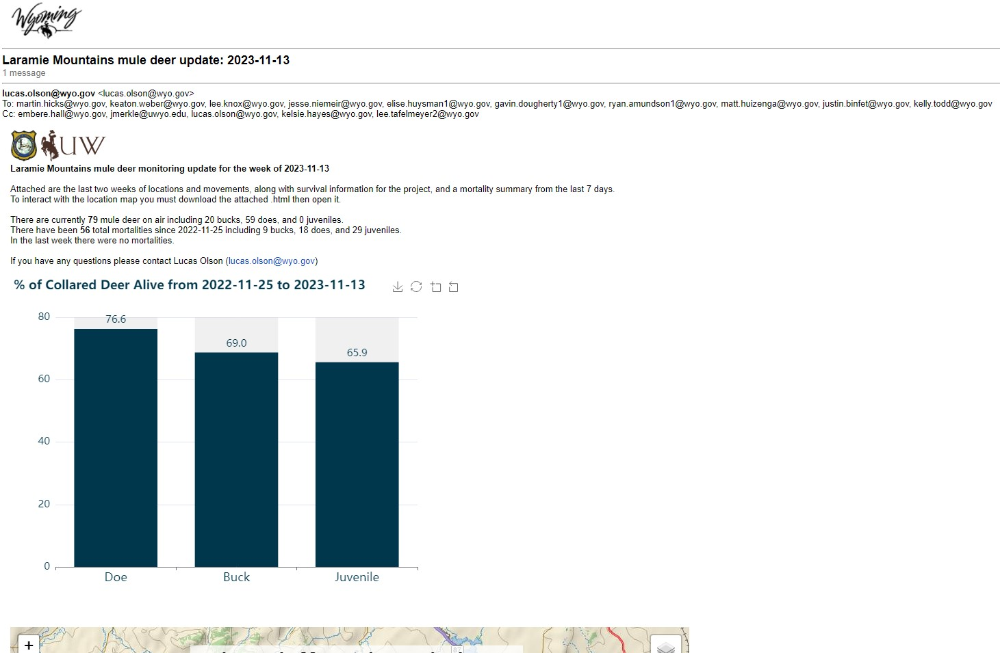 Wyoming
Laramie Mountains mule deer update: 2023-11-13
1 message
lucas.olson@wyo.gov <lucas.olson@wyo.gov>
To: martin.hicks@wyo.gov, keaton.weber@wyo.gov, lee.knox@wyo.gov, jesse.niemeir@wyo.gov, elise.huysman1@wyo.gov, gavin.dougherty1@wyo.gov, ryan.amundson1@wyo.gov, matt.huizenga@wyo.gov, justin.binfet@wyo.gov, kelly.todd@wyo.gov
Cc: embere.hall@wyo.gov, jmerkle@uwyo.edu, lucas.olson@wyo.gov, kelsie.hayes@wyo.gov, lee.tafelmeyer2@wyo.gov
UW
Laramie Mountains mule deer monitoring update for the week of 2023-11-13
Attached are the last two weeks of locations and movements, along with survival information for the project, and a mortality summary from the last 7 days.
To interact with the location map you must download the attached .html then open it.
There are currently 79 mule deer on air including 20 bucks, 59 does, and 0 juveniles.
There have been 56 total mortalities since 2022-11-25 including 9 bucks, 18 does, and 29 juveniles.
In the last week there were no mortalities.
If you have any questions please contact Lucas Olson (lucas.olson@wyo.gov)
% of Collared Deer Alive from 2022-11-25 to 2023-11-13
80
76.6
69.0
65.9
60
40
20
0
Doe
Buck
Juvenile
+
87